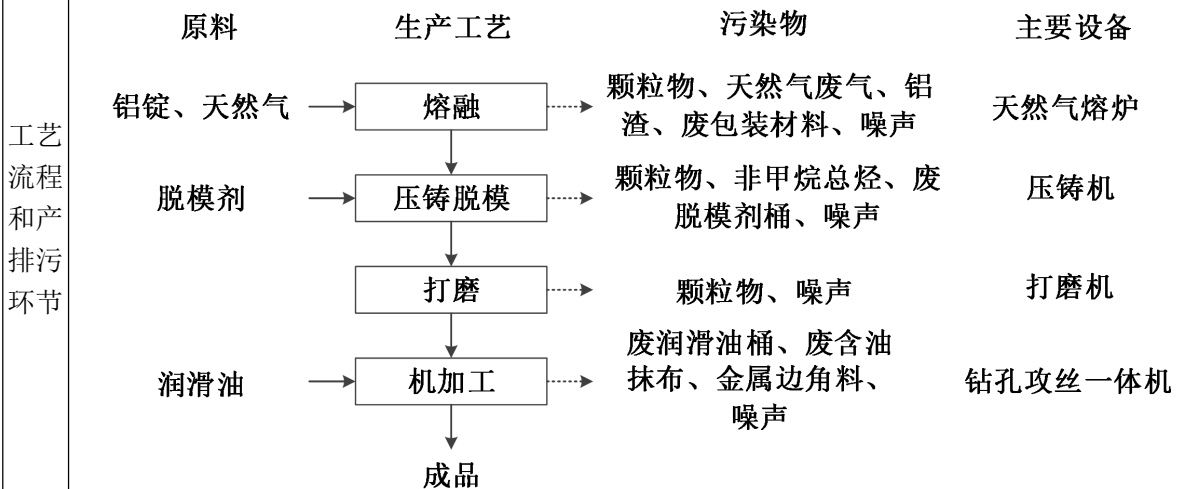 原料 生产工艺 污染物 主要设备
铝锭、天然气 熔融 颗粒物、天然气废气、铝
渣、废包装材料、噪声 天然气熔炉
脱模剂 压铸脱模 颗粒物、非甲烷总烃、废
脱模剂桶、噪声 压铸机
打磨 颗粒物、噪声 打磨机
润滑油 机加工 废润滑油桶、废含油
抹布、金属边角料、
噪声 钻孔攻丝一体机
成品
工艺
流程
和产
排污
环节